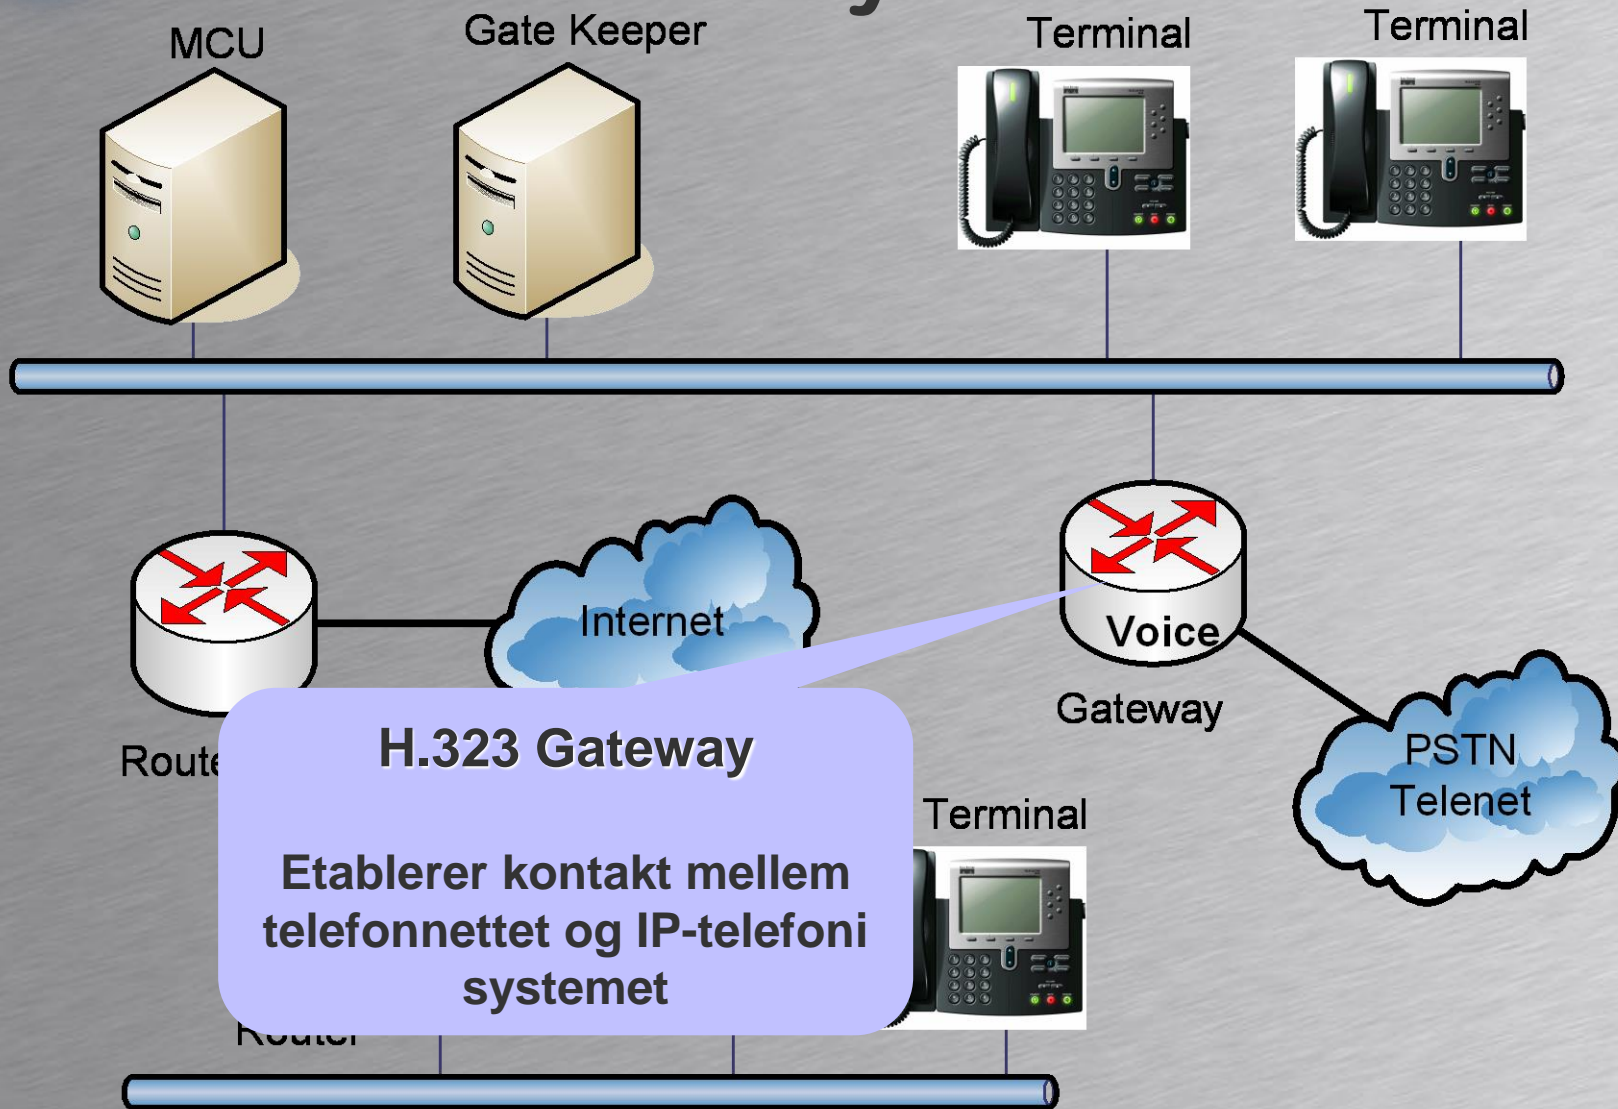 MCU
Gate Keeper
Terminal
Terminal
Internet
Voice
Gateway
PSTN
Telenet
H.323 Gateway
Etablerer kontakt mellem
telefonnettet og IP-telefoni
systemet
Terminal
Router